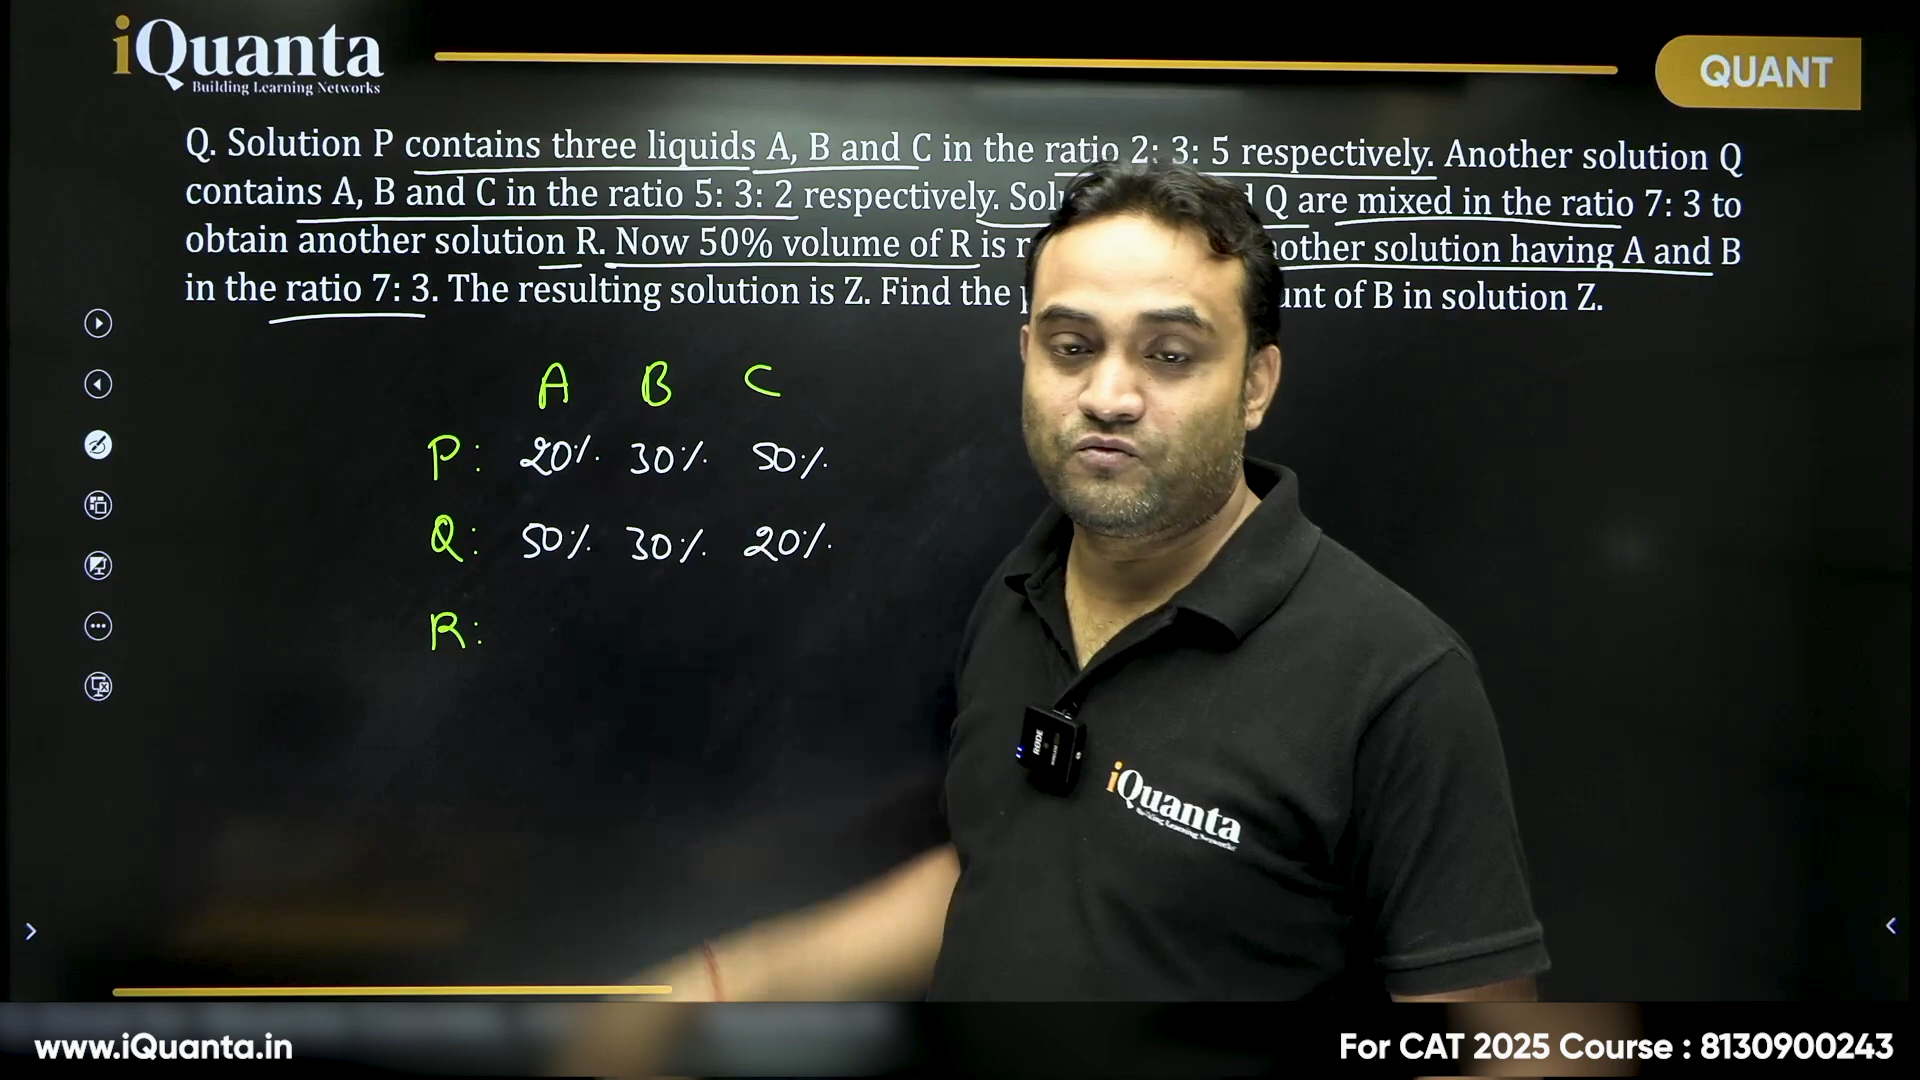 iQuanta
Building Learning Networks
QUANT
Q. Solution P contains three liquids A, B and C in the ratio 2: 3: 5 respectively. Another solution Q
contains A, B and C in the ratio 5: 3: 2 respectively. Q are mixed in the ratio 7: 3 to
obtain another solution R. Now 50% volume of R is solution having A and B
in the ratio 7: 3. The resulting solution is Z. Find the of B in solution Z.
A B C
P: 20% 30% 50%
Q: 50% 30% 20%
R:
RØDE
iQuanta
Building Learning Networks
www.iQuanta.in
For CAT 2025 Course : 8130900243